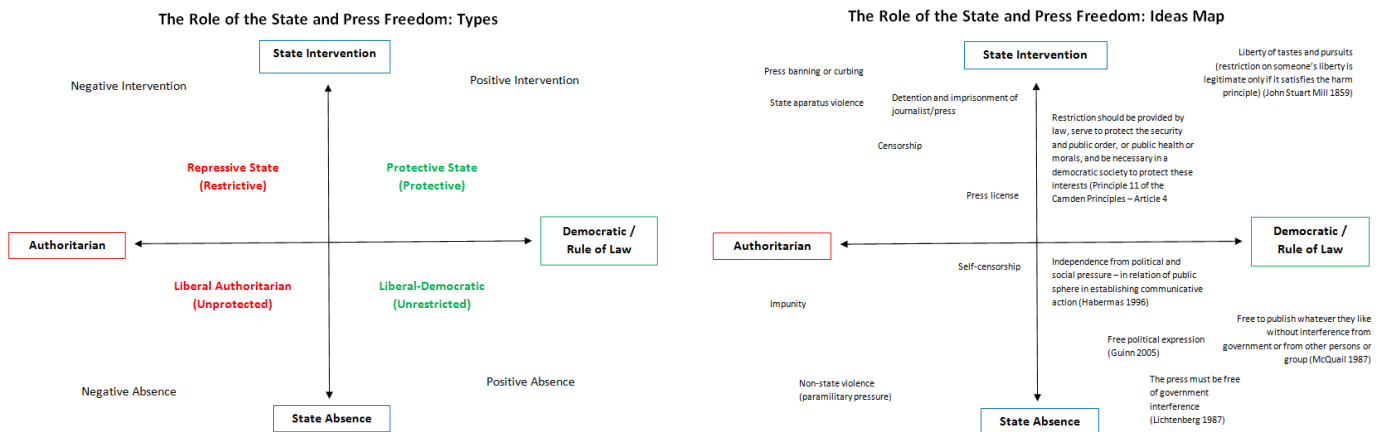 The Role of the State and Press Freedom: Types
State Intervention
Negative Intervention
Positive Intervention
Repressive State
(Restrictive)
Protective State
(Protective)
Authoritarian
Democratic /
Rule of Law
Liberal Authoritarian
(Unprotected)
Liberal-Democratic
(Unrestricted)
Negative Absence
Positive Absence
State Absence
The Role of the State and Press Freedom: Ideas Map
State Intervention
Press banning or curbing
State apparatus violence
Detention and imprisonment of
journalist/press
Censorship
Press license
Liberty of tastes and pursuits
(restriction on someone's liberty is
legitimate only if it satisfies the harm
principle) (John Stuart Mill 1859)
Restriction should be provided by
law, serve to protect the security
and public order, or public health or
morals, and be necessary in a
democratic society to protect these
interests (Principle 11 of the
Camden Principles – Article 4
Authoritarian
Democratic /
Rule of Law
Self-censorship
Impunity
Non-state violence
(paramilitary pressure)
Independence from political and
social pressure – in relation of public
sphere in establishing communicative
action (Habermas 1996)
Free to publish whatever they like
without interference from
government or from other persons or
group (McQuail 1987)
Free political expression
(Guinn 2005)
The press must be free
of government
interference
(Lichtenberg 1987)
State Absence